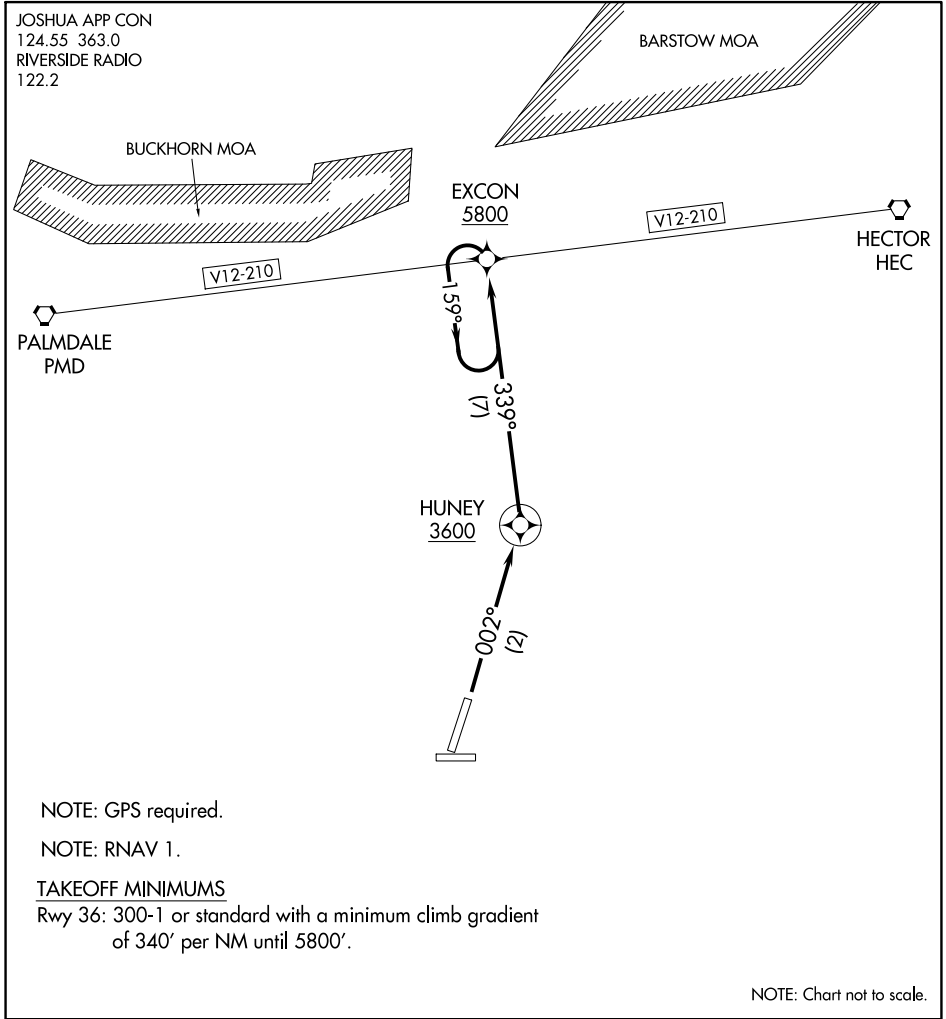 JOSHUA APP CON
124.55 363.0
RIVERSIDE RADIO
122.2
BARSTOW MOA
BUCKHORN MOA
EXCON
5800
V12-210
HECTOR
HEC
V12-210
PALMDALE
PMD
159°
339°
(7)
HUNEY
3600
002°
(2)
NOTE: GPS required.
NOTE: RNAV 1.
TAKEOFF MINIMUMS
Rwy 36: 300-1 or standard with a minimum climb gradient
of 340' per NM until 5800'.
NOTE: Chart not to scale.